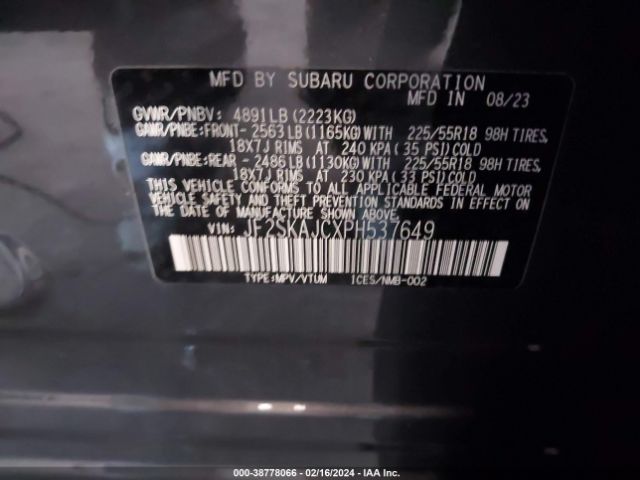 MFD BY SUBARU CORPORATION
MFD IN 08/23
GVWR/PNBV: 4891LB (2223KG)
GAWR/PNBE:FRONT- 2563LB(1165KG)WITH 225/55R18 98H TIRES,
18X7J RIMS AT 240 KPA( 35 PSI)COLD
GAWR/PNBE:REAR - 2486LB(1130KG)WITH 225/55R18 98H TIRES,
18X7J RIMS AT 230 KPA( 33 PSI)COLD
THIS VEHICLE CONFORMS TO ALL APPLICABLE FEDERAL MOTOR
VEHICLE SAFETY,BUMPER,AND THEFT PREVENTION STANDARDS IN EFFECT ON
THE DATE OF MANUFACTURE SHOWN ABOVE.
VIN: JF2SKAJCXPH537649
TYPE:MPV/VTUM ICES/NMB-002
000-38778066 - 02/16/2024 - IAA Inc.